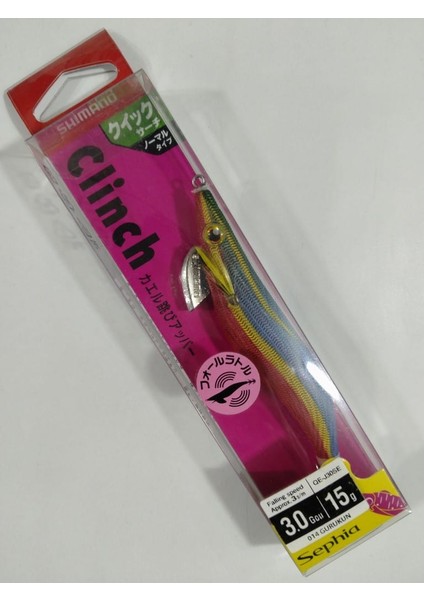 SHIMANO
クイック
サーチ
ノーマル
タイプ
Clinch
カエル跳びアッパー
フォールラトル
Falling speed
Approx. 3 s/m
QE-J30SE
3.0 Gou
15g
014 GURUKUN
Sephia